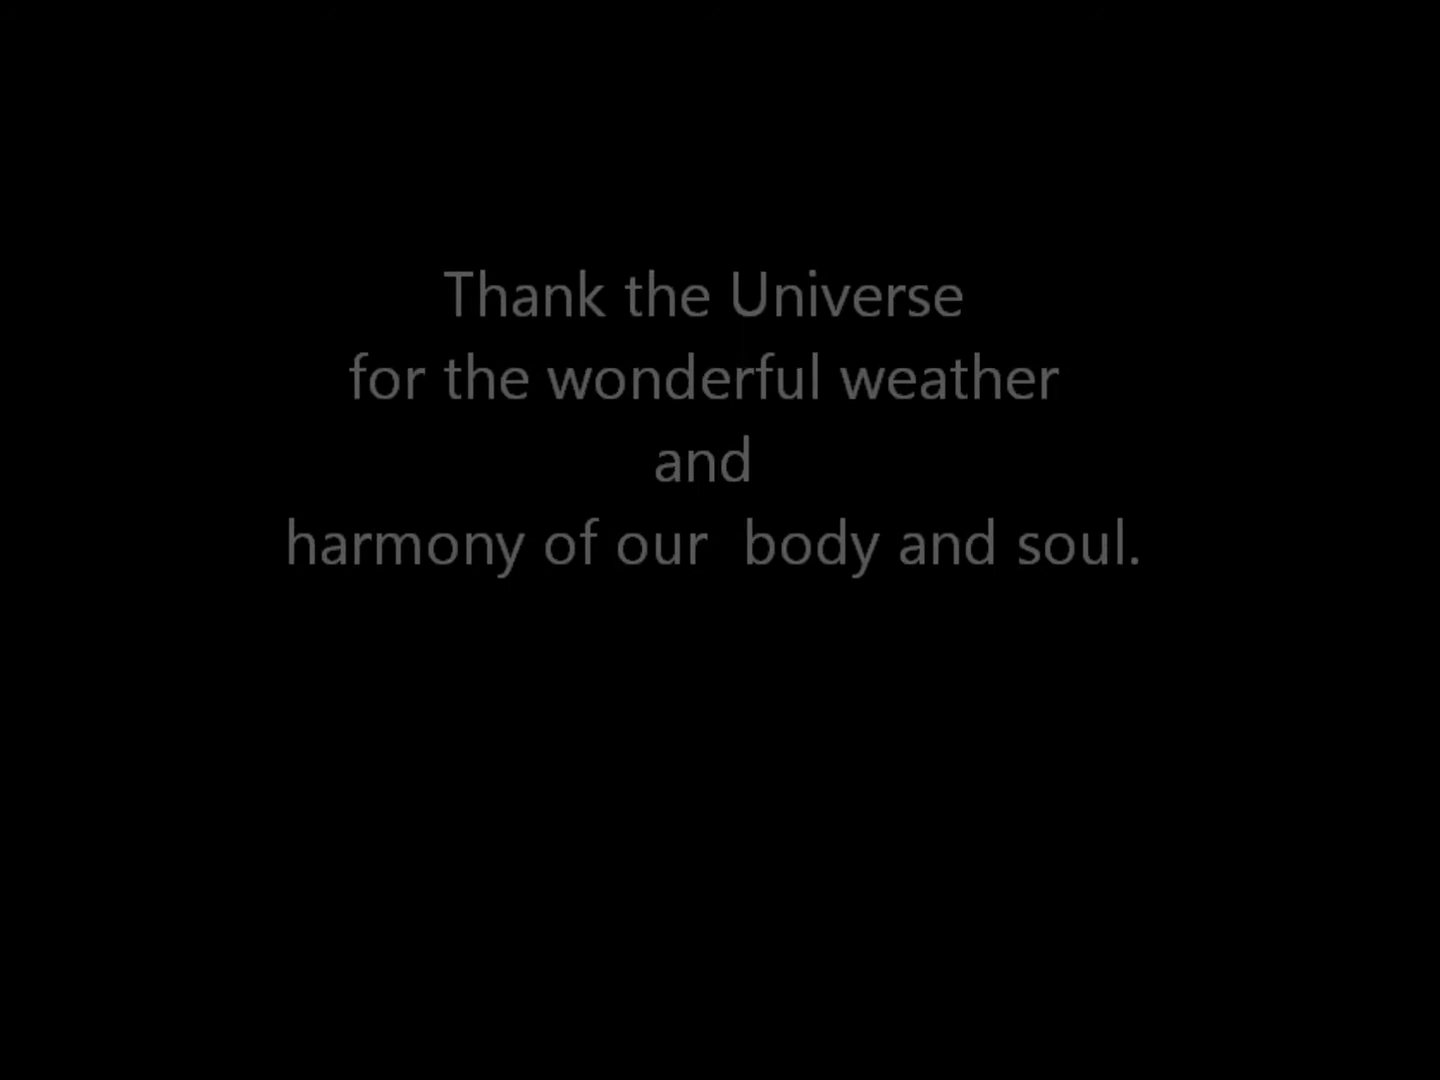 Thank the Universe
for the wonderful weather
and
harmony of our  body and soul.